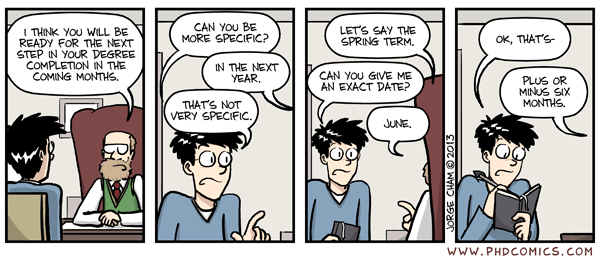 I THINK YOU WILL BE
READY FOR THE NEXT
STEP IN YOUR DEGREE
COMPLETION IN THE
COMING MONTHS.
CAN YOU BE
MORE SPECIFIC?
IN THE NEXT
YEAR.
THAT'S NOT
VERY SPECIFIC.
LET'S SAY THE
SPRING TERM.
CAN YOU GIVE ME
AN EXACT DATE?
JUNE.
JORGE CHAM © 2013
OK, THAT'S-
PLUS OR
MINUS SIX
MONTHS.
WWW.PHDCOMICS.COM